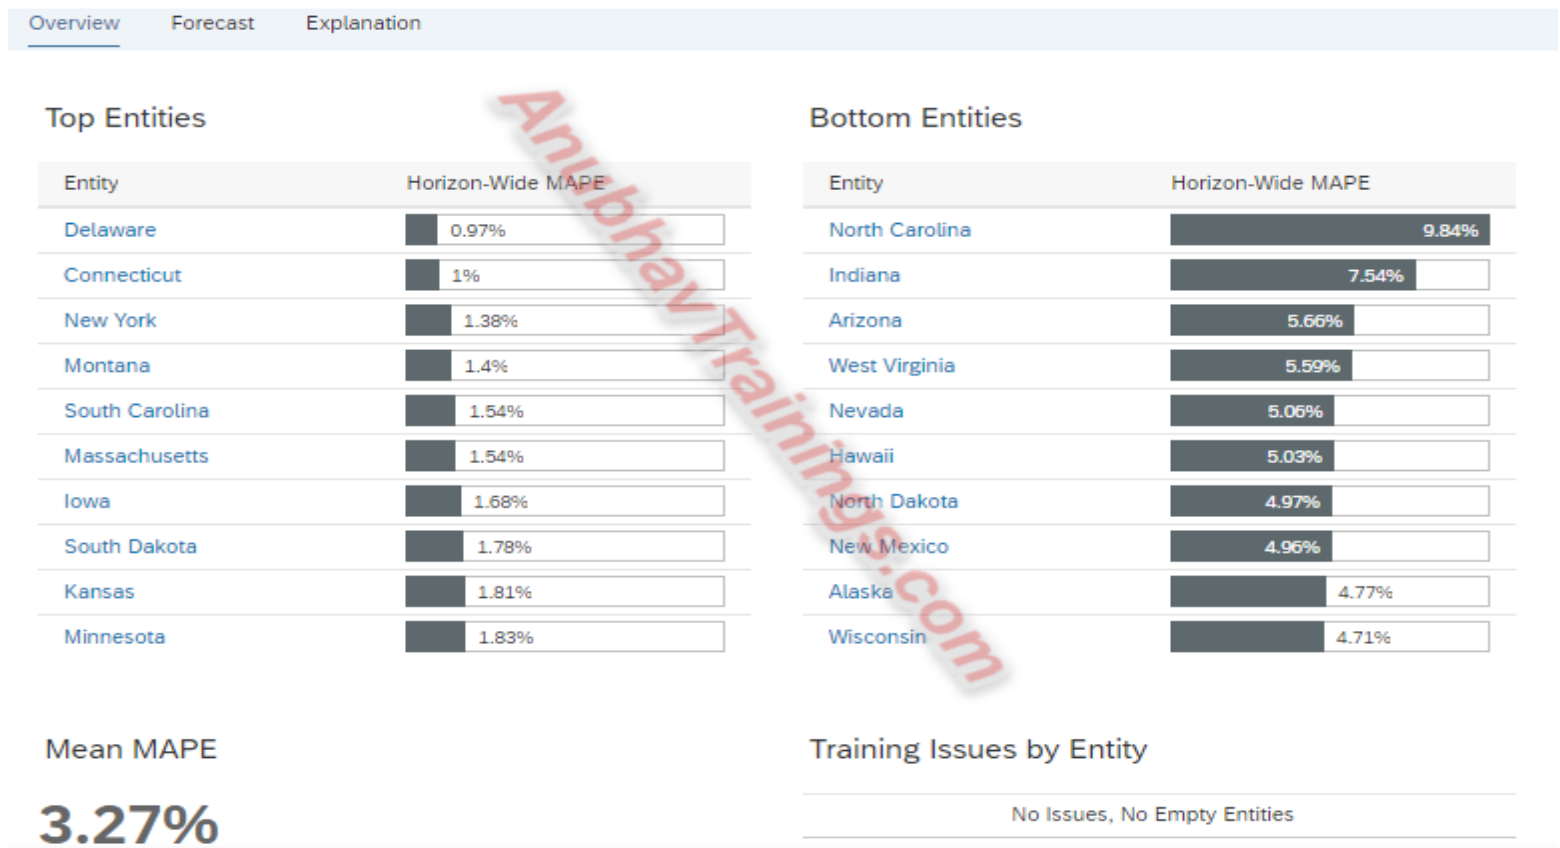 Overview Forecast Explanation
Top Entities
Entity Horizon-Wide MAPE
Delaware 0.97%
Connecticut 1%
New York 1.38%
Montana 1.4%
South Carolina 1.54%
Massachusetts 1.54%
Iowa 1.68%
South Dakota 1.78%
Kansas 1.81%
Minnesota 1.83%
Bottom Entities
Entity Horizon-Wide MAPE
North Carolina 9.84%
Indiana 7.54%
Arizona 5.66%
West Virginia 5.59%
Nevada 5.06%
Hawaii 5.03%
North Dakota 4.97%
New Mexico 4.96%
Alaska 4.77%
Wisconsin 4.71%
AnubhavTrainings.com
Mean MAPE
3.27%
Training Issues by Entity
No Issues, No Empty Entities